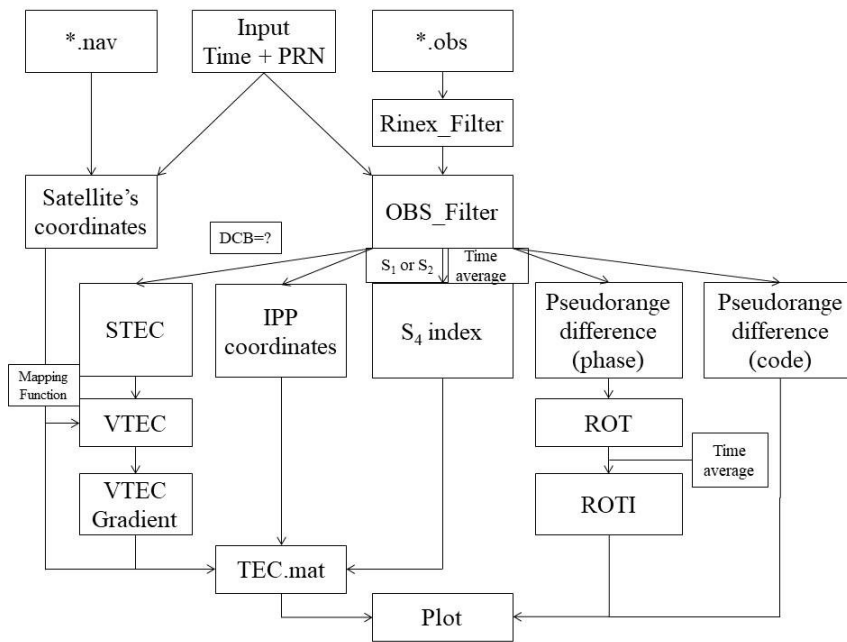 *.nav
Input
Time + PRN
*.obs
Rinex_Filter
Satellite's
coordinates
OBS_Filter
DCB=?
S₁ or S₂
Time
average
STEC
IPP
coordinates
S₄ index
Pseudorange
difference
(phase)
Pseudorange
difference
(code)
Mapping
Function
VTEC
ROT
Time
average
VTEC
Gradient
ROTI
TEC.mat
Plot